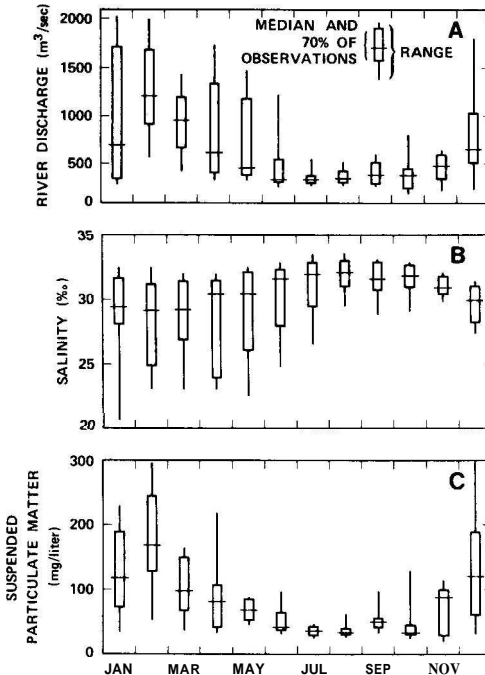 RIVER DISCHARGE (m³/sec)
2000
1500
1000
500
0
MEDIAN AND
70% OF
OBSERVATIONS
RANGE
A
SALINITY (‰)
35
30
25
20
B
SUSPENDED
PARTICULATE MATTER
(mg/liter)
300
200
100
0
C
JAN MAR MAY JUL SEP NOV